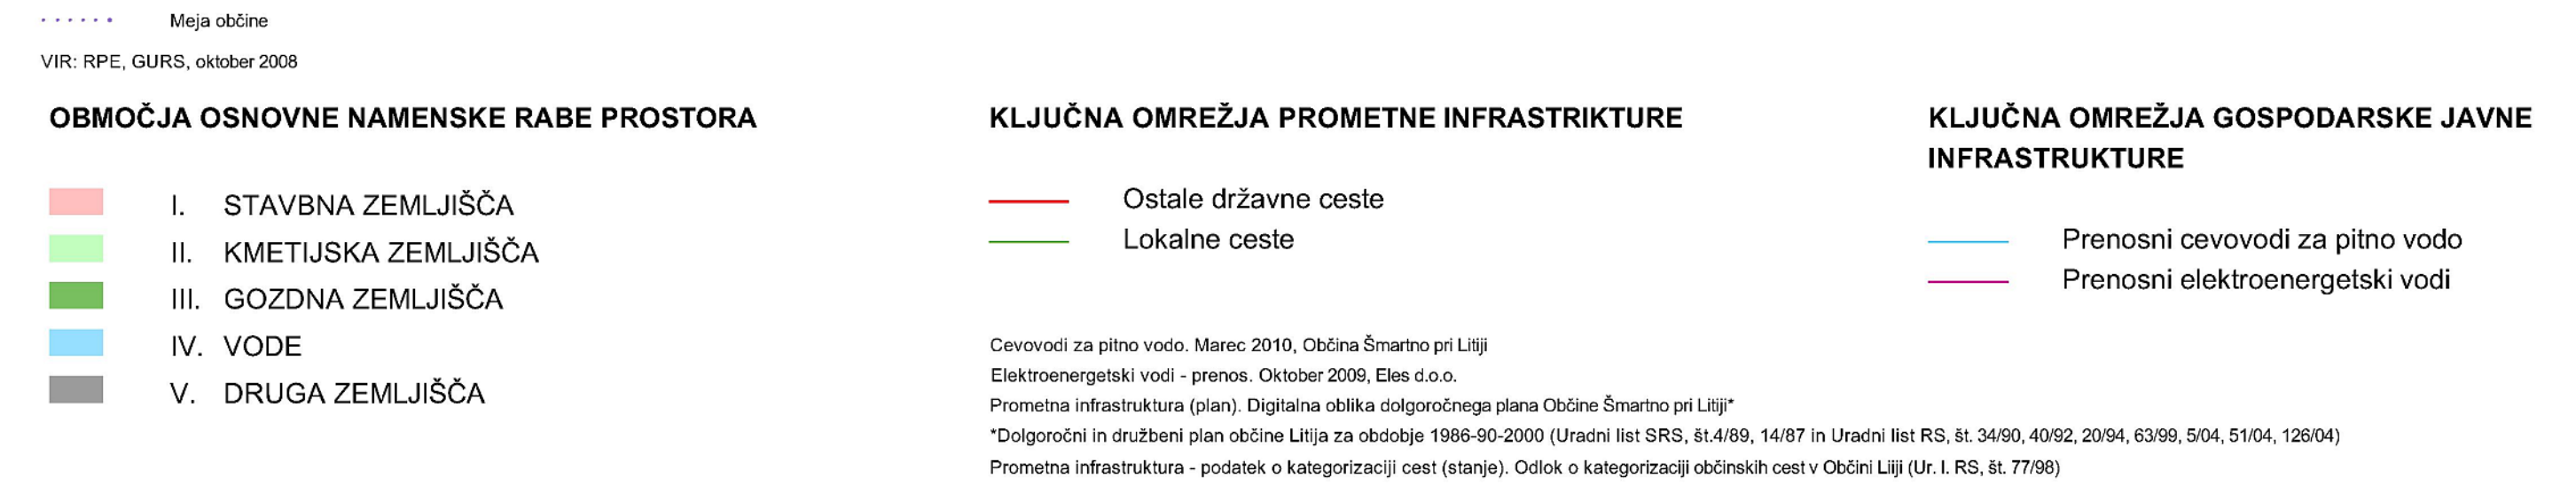 Meja občine
VIR: RPE, GURS, oktober 2008
OBMOČJA OSNOVNE NAMENSKE RABE PROSTORA
I. STAVBNA ZEMLJIŠČA
II. KMETIJSKA ZEMLJIŠČA
III. GOZDNA ZEMLJIŠČA
IV. VODE
V. DRUGA ZEMLJIŠČA
KLJUČNA OMREŽJA PROMETNE INFRASTRIKTURE
Ostale državne ceste
Lokalne ceste
KLJUČNA OMREŽJA GOSPODARSKE JAVNE
INFRASTRUKTURE
Prenosni cevovodi za pitno vodo
Prenosni elektroenergetski vodi
Cevovodi za pitno vodo. Marec 2010, Občina Šmartno pri Litiji
Elektroenergetski vodi - prenos. Oktober 2009, Eles d.o.o.
Prometna infrastruktura (plan). Digitalna oblika dolgoročnega plana Občine Šmartno pri Litiji*
*Dolgoročni in družbeni plan občine Litija za obdobje 1986-90-2000 (Uradni list SRS, št.4/89, 14/87 in Uradni list RS, št. 34/90, 40/92, 20/94, 63/99, 5/04, 51/04, 126/04)
Prometna infrastruktura - podatek o kategorizaciji cest (stanje). Odlok o kategorizaciji občinskih cest v Občini Liiji (Ur. l. RS, št. 77/98)